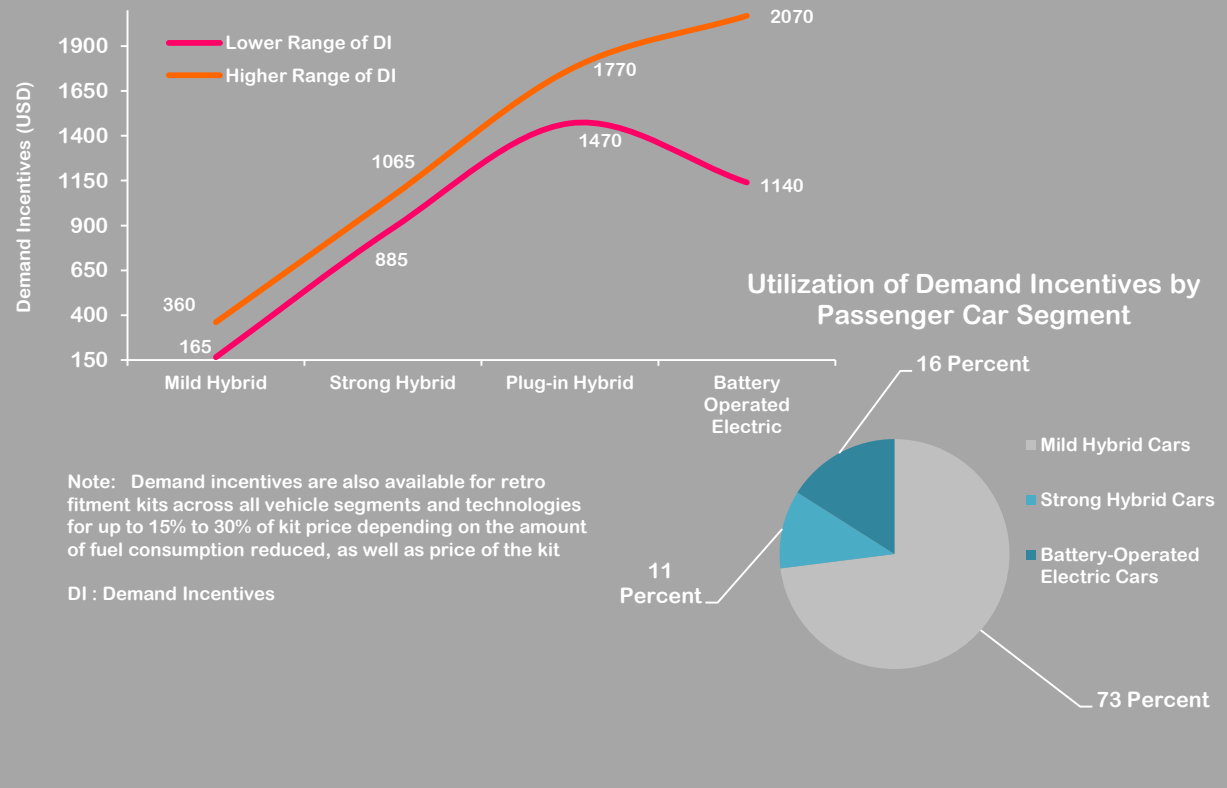 Demand Incentives (USD)
1900
1650
1400
1150
900
650
400
150
Lower Range of DI
Higher Range of DI
2070
1770
1470
1140
1065
885
360
165
Mild Hybrid
Strong Hybrid
Plug-in Hybrid
Battery
Operated
Electric
Note: Demand incentives are also available for retro
fitment kits across all vehicle segments and technologies
for up to 15% to 30% of kit price depending on the amount
of fuel consumption reduced, as well as price of the kit
DI : Demand Incentives
Utilization of Demand Incentives by
Passenger Car Segment
16 Percent
11
Percent
73 Percent
Mild Hybrid Cars
Strong Hybrid Cars
Battery-Operated
Electric Cars